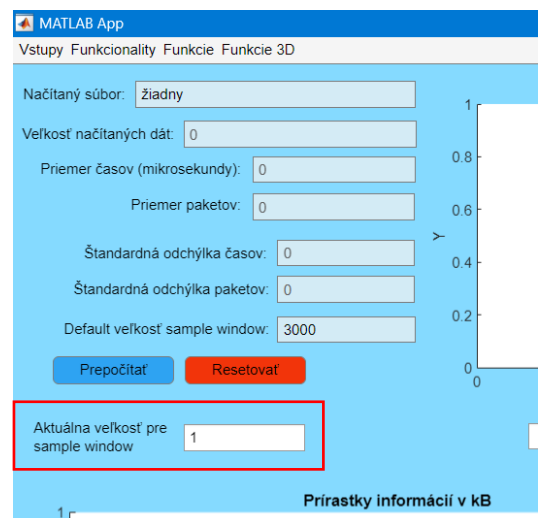 MATLAB App
Vstupy Funkcionality Funkcie Funkcie 3D
Načítaný súbor: žiadny
Veľkosť načítaných dát: 0
Priemer časov (mikrosekundy): 0
Priemer paketov: 0
Štandardná odchýlka časov: 0
Štandardná odchýlka paketov: 0
Default veľkosť sample window: 3000
Prepočítať Resetovať
Aktuálna veľkosť pre
sample window
1
1
0.8
0.6
Y
0.4
0.2
0
0
Prírastky informácií v kB
1